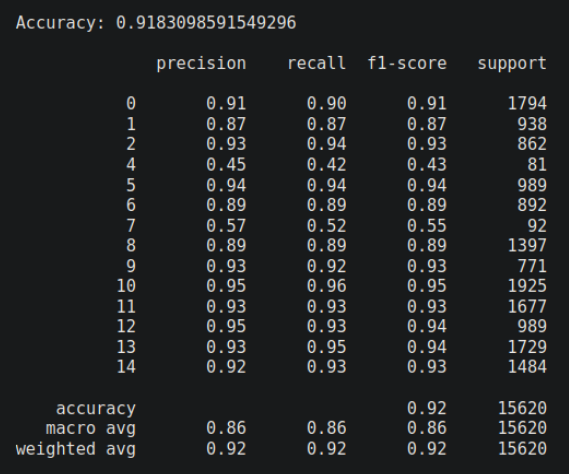 Accuracy: 0.9183098591549296
precision recall f1-score support
0 0.91 0.90 0.91 1794
1 0.87 0.87 0.87 938
2 0.93 0.94 0.93 862
4 0.45 0.42 0.43 81
5 0.94 0.94 0.94 989
6 0.89 0.89 0.89 892
7 0.57 0.52 0.55 92
8 0.89 0.89 0.89 1397
9 0.93 0.92 0.93 771
10 0.95 0.96 0.95 1925
11 0.93 0.93 0.93 1677
12 0.95 0.93 0.94 989
13 0.93 0.95 0.94 1729
14 0.92 0.93 0.93 1484
accuracy 0.92 15620
macro avg 0.86 0.86 0.86 15620
weighted avg 0.92 0.92 0.92 15620